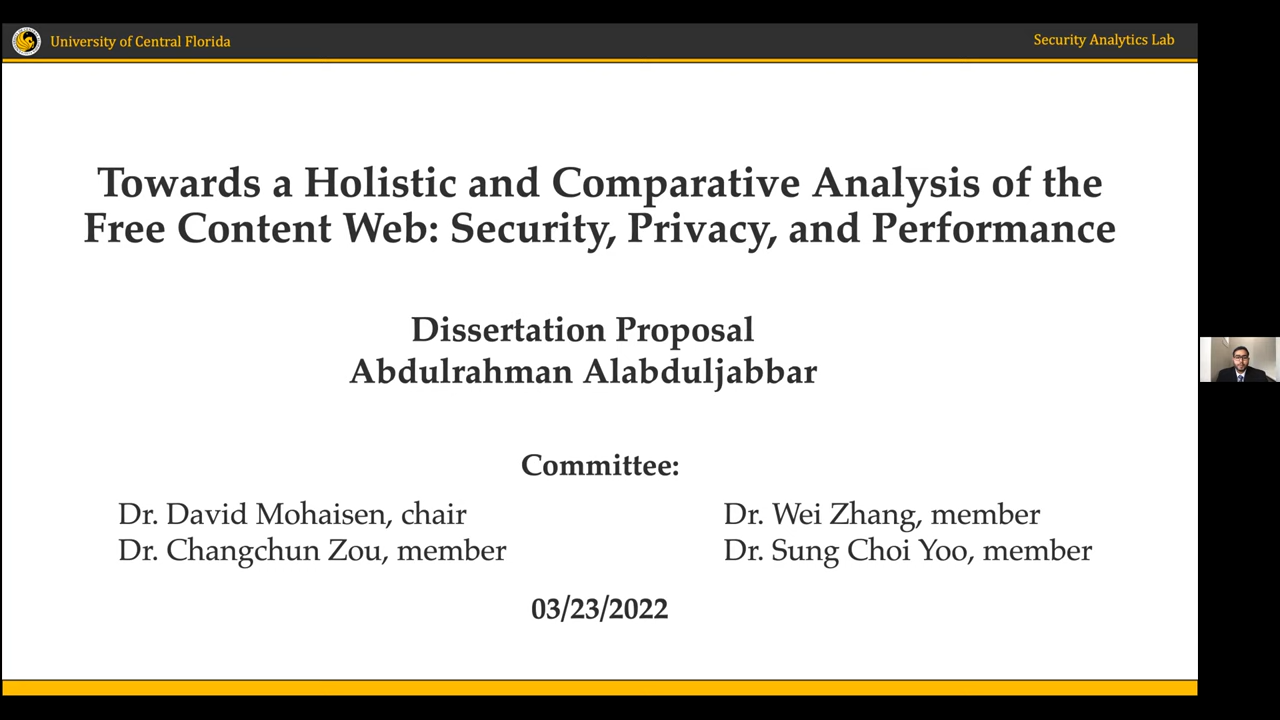 University of Central Florida
Security Analytics Lab
Towards a Holistic and Comparative Analysis of the
Free Content Web: Security, Privacy, and Performance
Dissertation Proposal
Abdulrahman Alabduljabbar
Committee:
Dr. David Mohaisen, chair
Dr. Wei Zhang, member
Dr. Changchun Zou, member
Dr. Sung Choi Yoo, member
03/23/2022